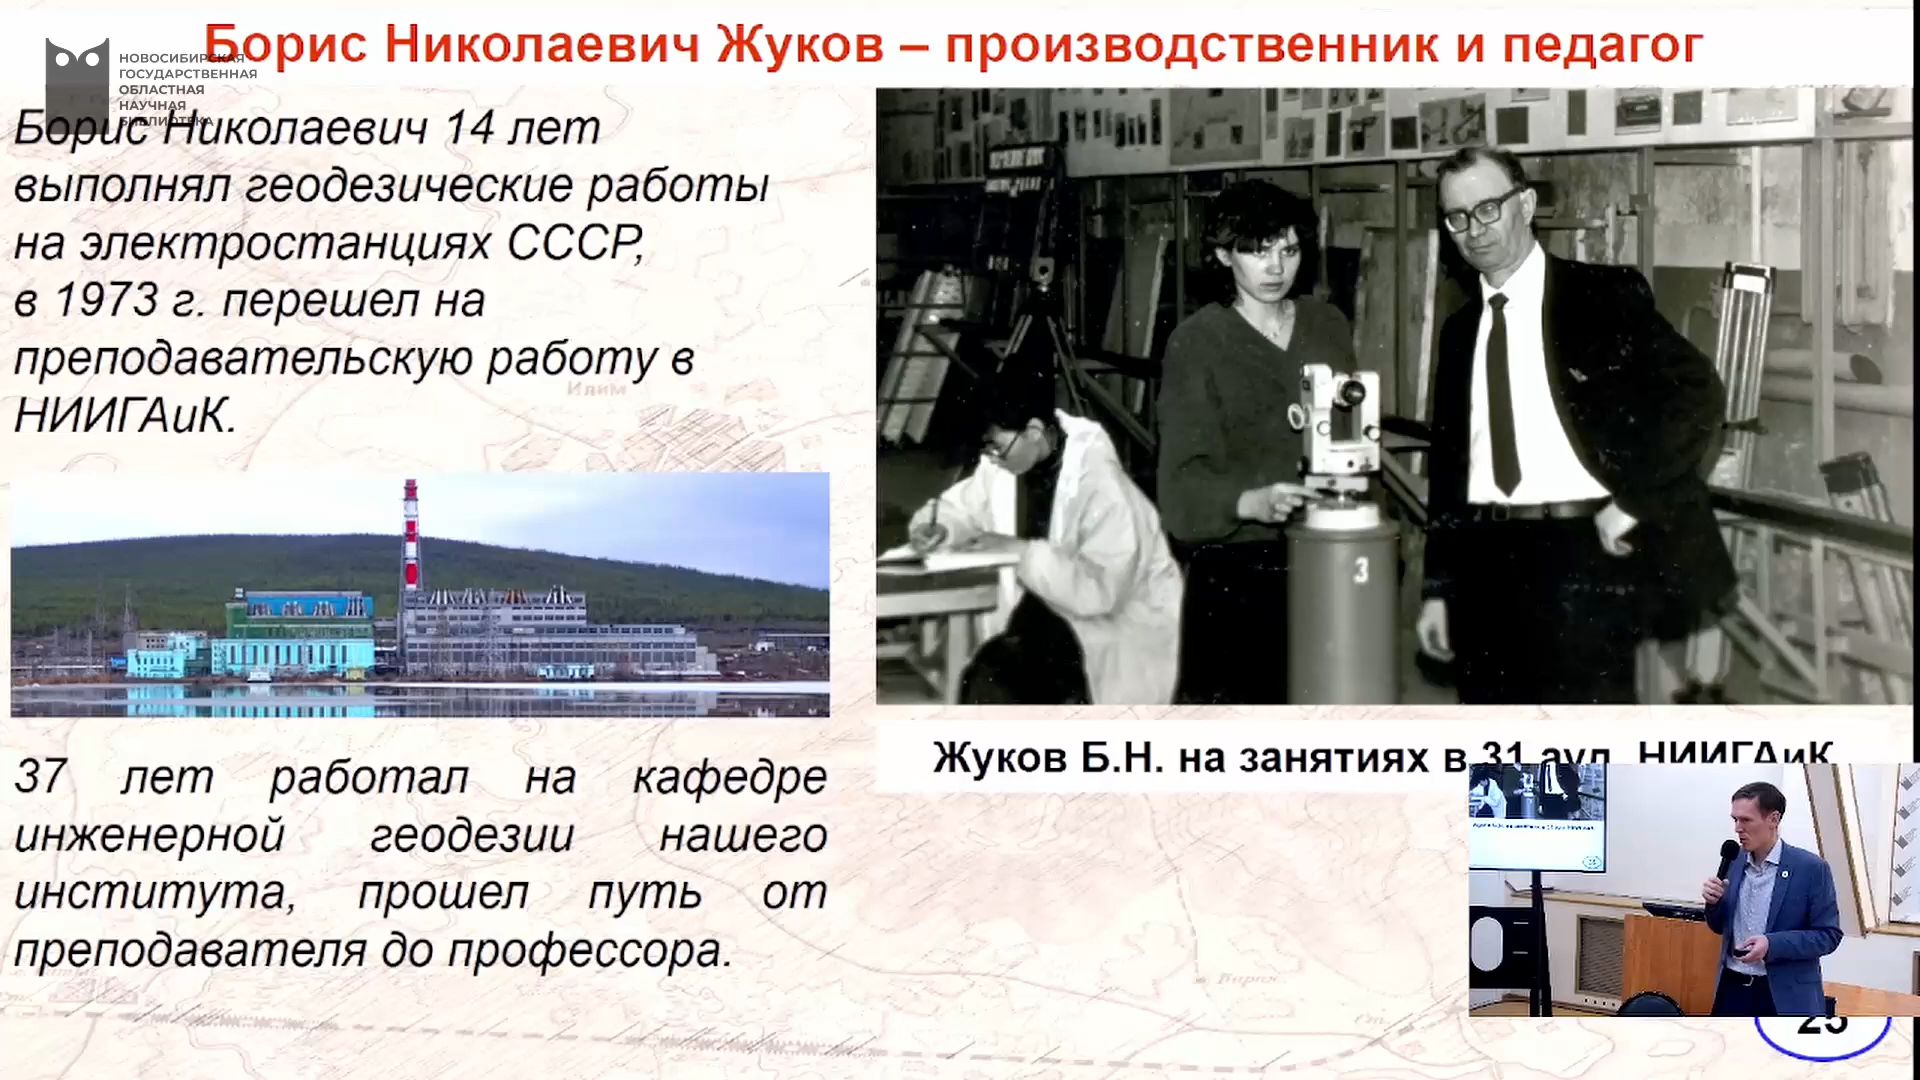 Борис Николаевич Жуков – производственник и педагог
НОВОСИБИРСКАЯ
ГОСУДАРСТВЕННАЯ
ОБЛАСТНАЯ
НАУЧНАЯ
БИБЛИОТЕКА
Борис Николаевич 14 лет
выполнял геодезические работы
на электростанциях СССР,
в 1973 г. перешел на
преподавательскую работу в
НИИГАиК.
Илим
3
37 лет работал на кафедре
инженерной геодезии нашего
института, прошел путь от
преподавателя до профессора.
Жуков Б.Н. на занятиях в 31 ауд. НИИГАиК
25